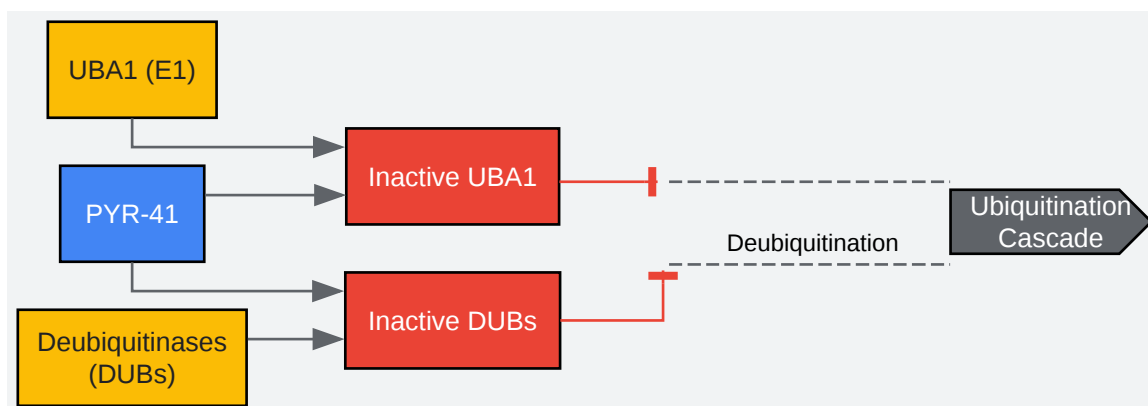 UBA1 (E1)
Inactive UBA1
PYR-41
Ubiquitination
Cascade
Deubiquitination
Inactive DUBs
Deubiquitinases
(DUBs)